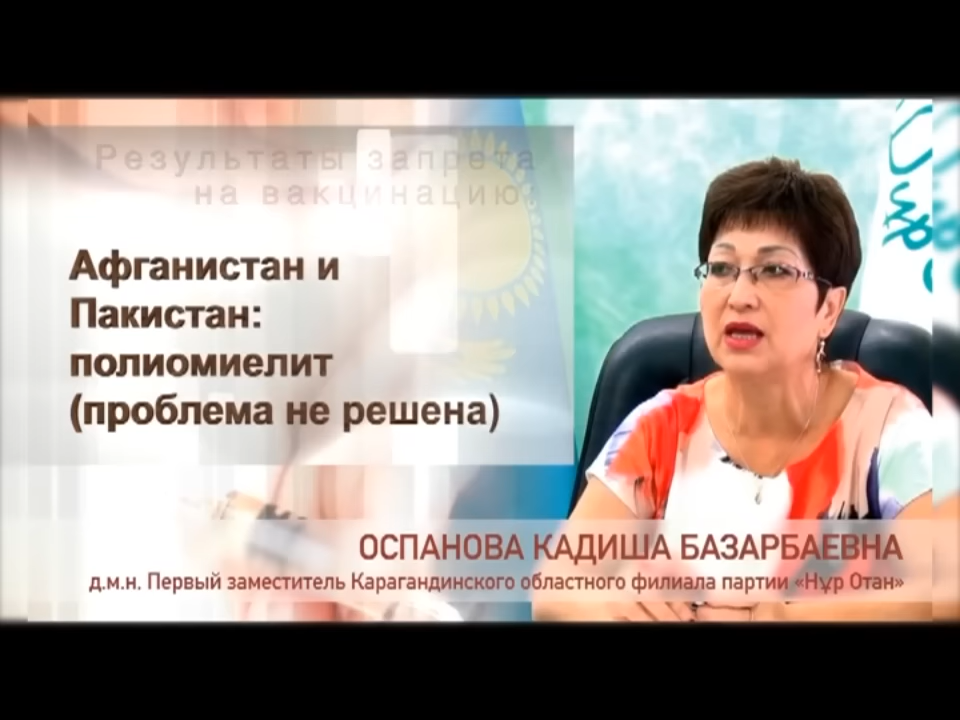 Результаты запрета
на вакцинацию:
Афганистан и
Пакистан:
полиомиелит
(проблема не решена)
ОСПАНОВА КАДИША БАЗАРБАЕВНА
д.м.н. Первый заместитель Карагандинского областного филиала партии «Нұр Отан»